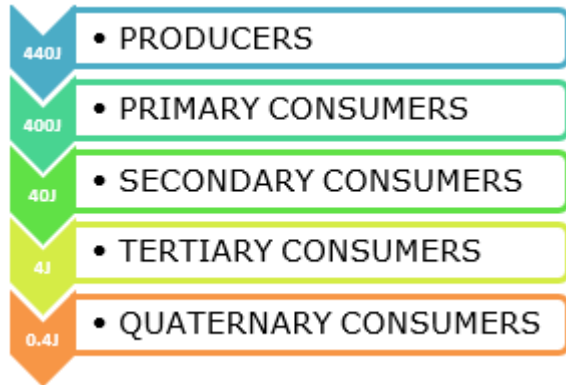 440J • PRODUCERS
400J • PRIMARY CONSUMERS
40J • SECONDARY CONSUMERS
4J • TERTIARY CONSUMERS
0.4J • QUATERNARY CONSUMERS